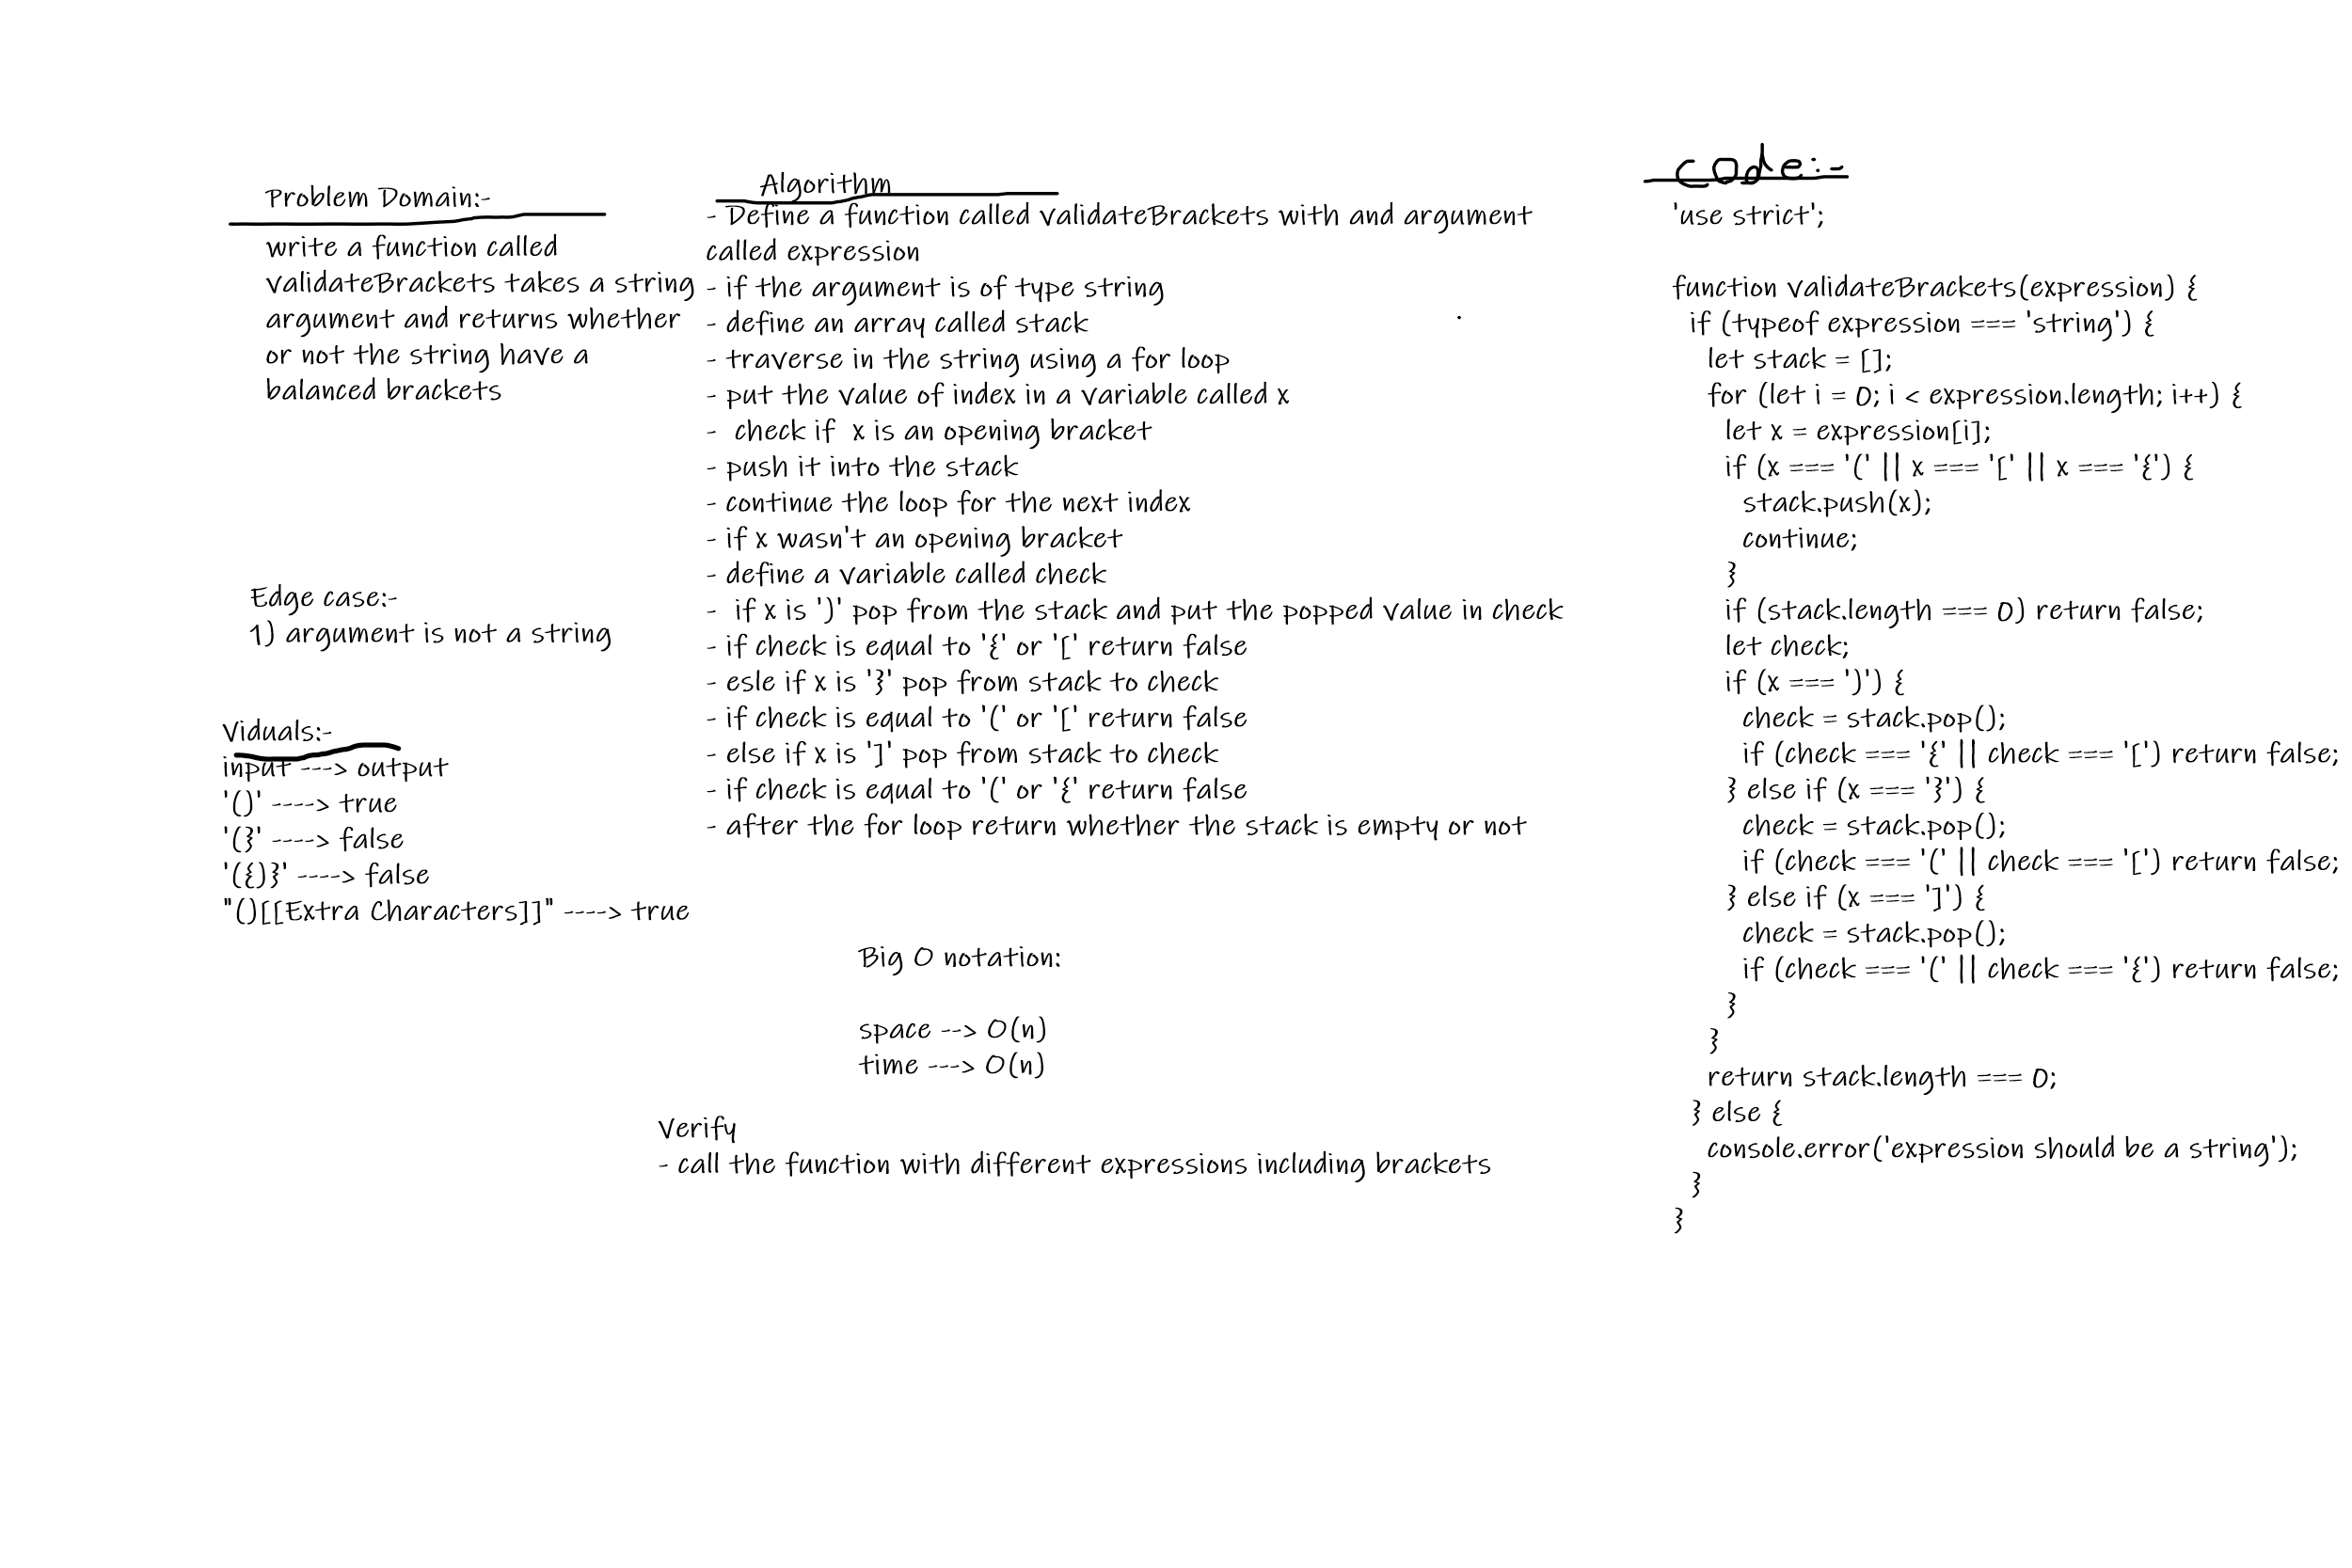 Problem Domain:-
write a function called
validateBrackets takes a string
argument and returns whether
or not the string have a
balanced brackets
Edge case:-
1) argument is not a string
Viduals:-
input ---> output
'()' ----> true
'(}' ----> false
'({)}' ----> false
"()[[Extra Characters]]" ----> true
Algorithm
- Define a function called validateBrackets with and argument
called expression
- if the argument is of type string
- define an array called stack
- traverse in the string using a for loop
- put the value of index in a variable called x
- check if x is an opening bracket
- push it into the stack
- continue the loop for the next index
- if x wasn't an opening bracket
- define a variable called check
- if x is ')' pop from the stack and put the popped value in check
- if check is equal to '{' or '[' return false
- esle if x is '}' pop from stack to check
- if check is equal to '(' or '[' return false
- else if x is ']' pop from stack to check
- if check is equal to '(' or '{' return false
- after the for loop return whether the stack is empty or not
Big O notation:
space --> O(n)
time ---> O(n)
Verify
- call the function with different expressions including brackets
code:-
'use strict';
function validateBrackets(expression) {
if (typeof expression === 'string') {
let stack = [];
for (let i = 0; i < expression.length; i++) {
let x = expression[i];
if (x === '(' || x === '[' || x === '{') {
stack.push(x);
continue;
}
if (stack.length === 0) return false;
let check;
if (x === ')') {
check = stack.pop();
if (check === '{' || check === '[') return false;
} else if (x === '}') {
check = stack.pop();
if (check === '(' || check === '[') return false;
} else if (x === ']') {
check = stack.pop();
if (check === '(' || check === '{') return false;
}
}
return stack.length === 0;
} else {
console.error('expression should be a string');
}
}